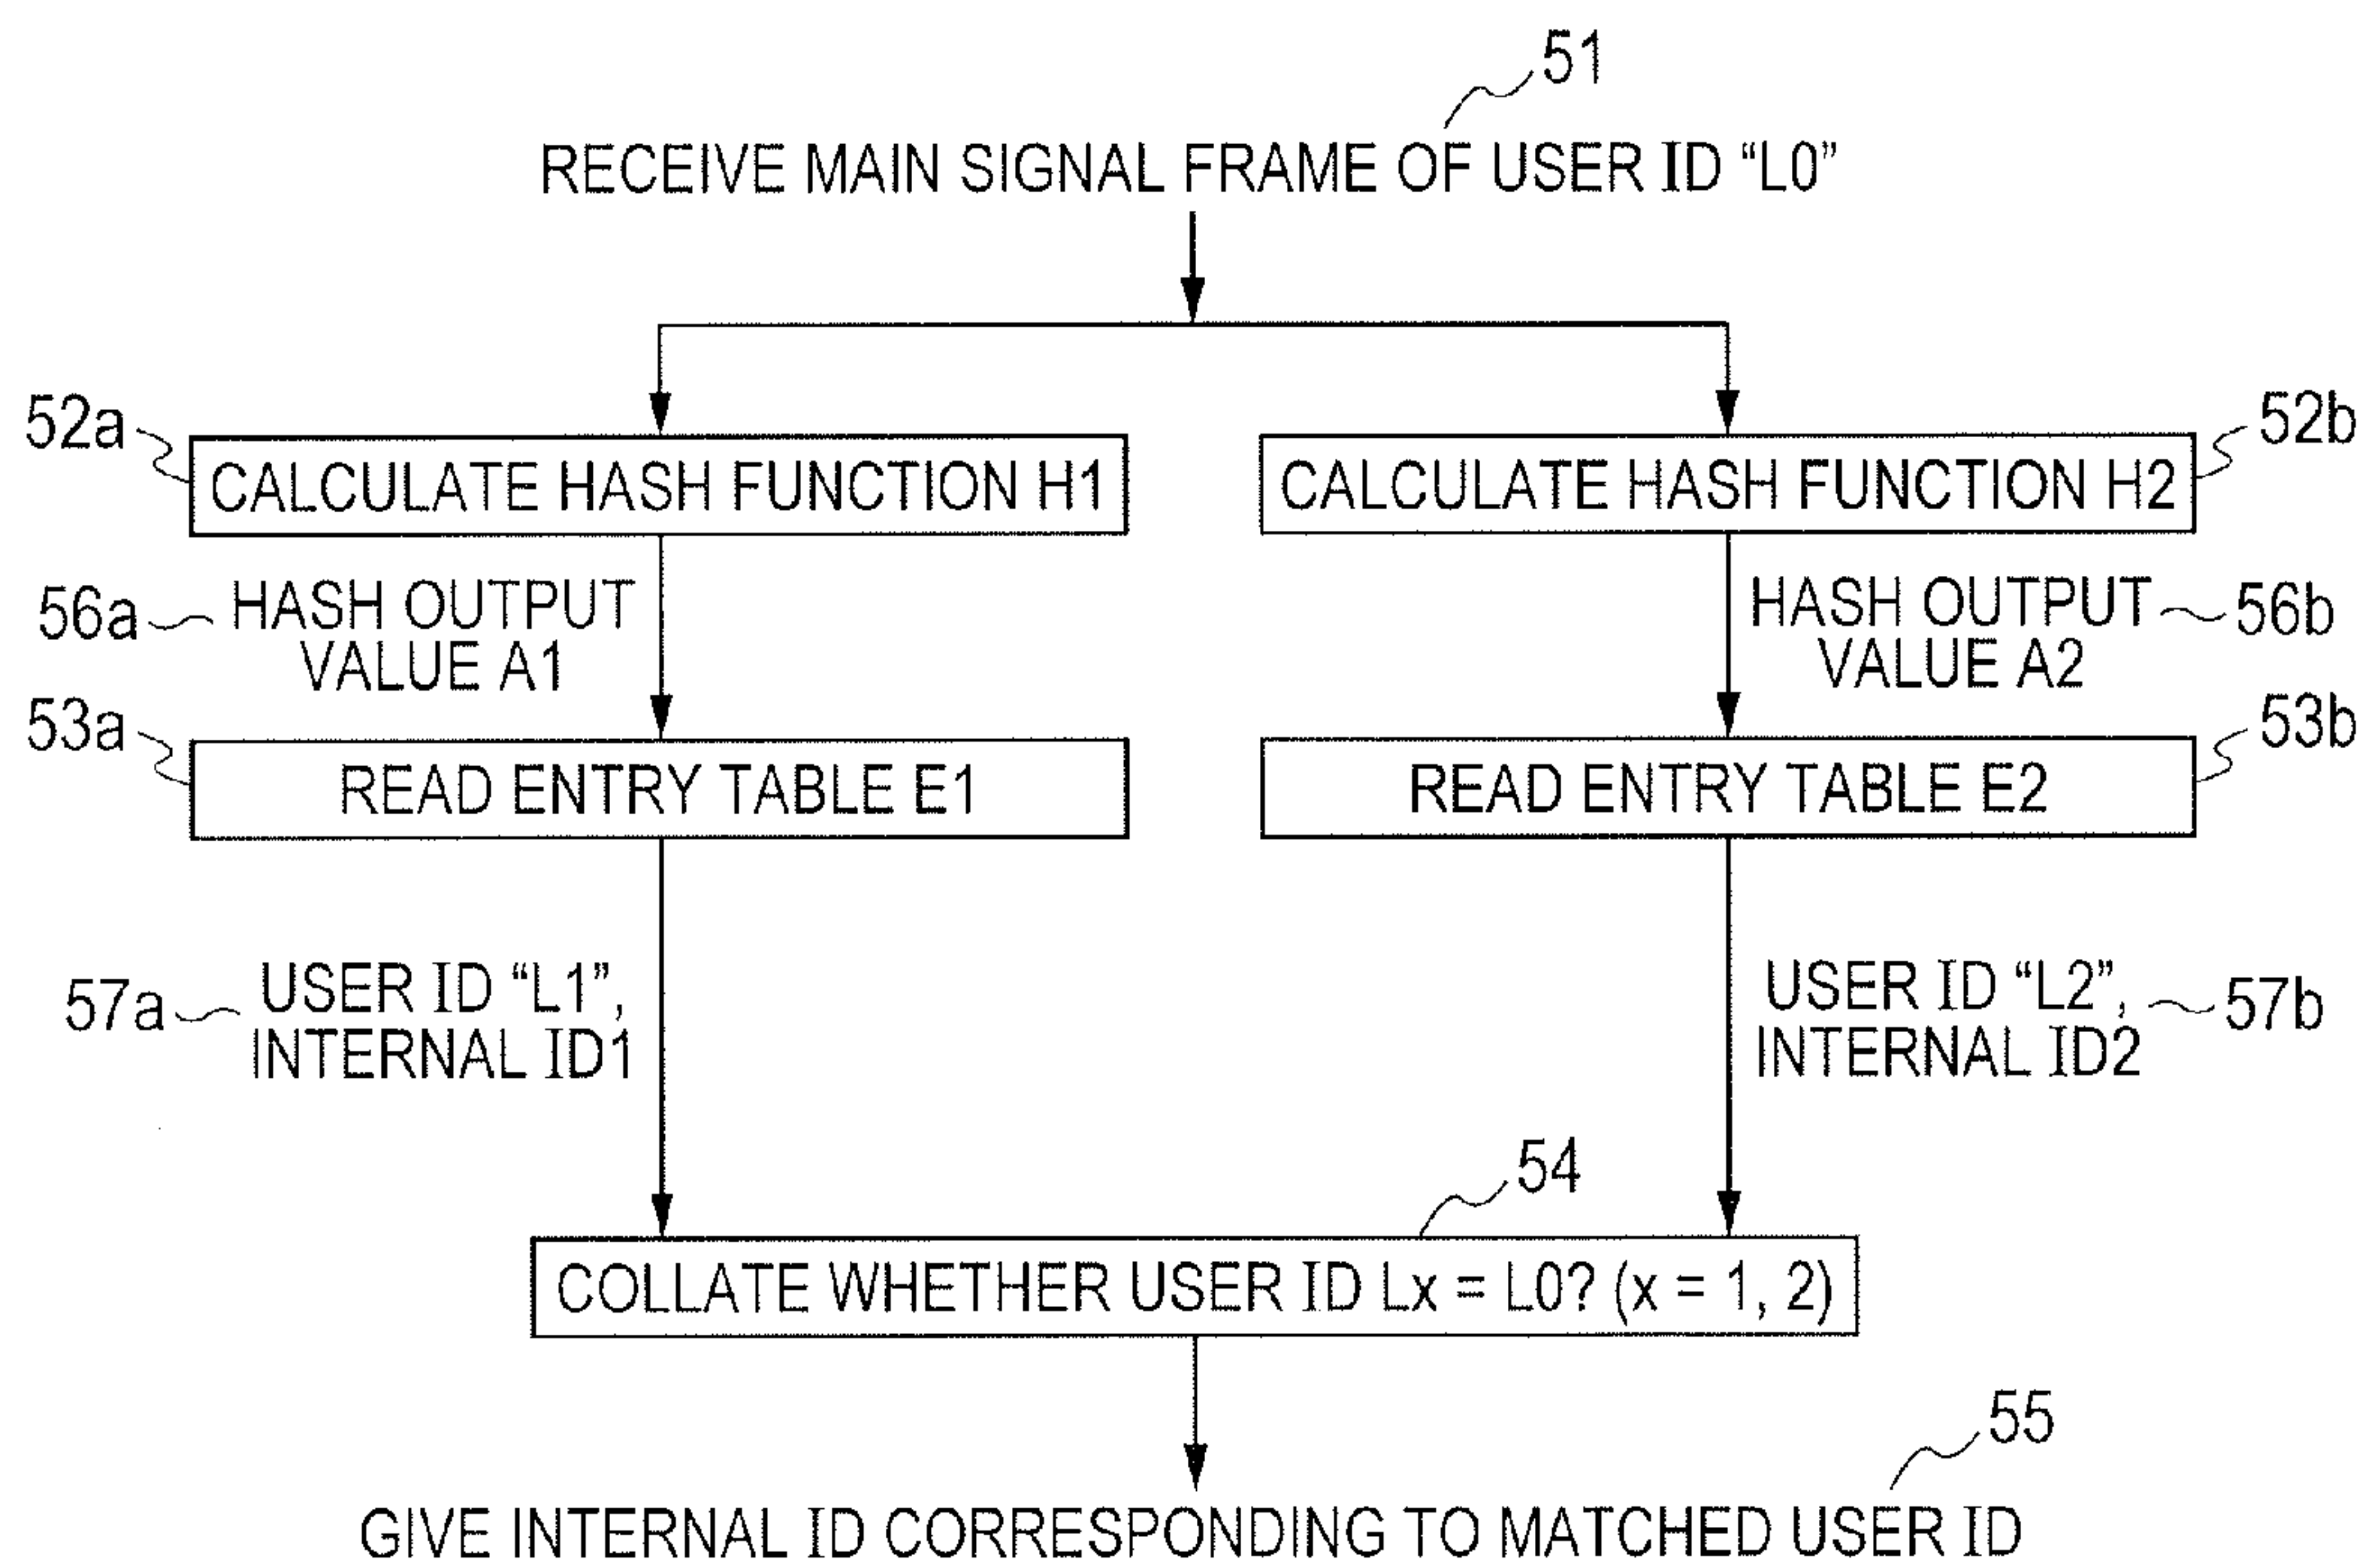 51
RECEIVE MAIN SIGNAL FRAME OF USER ID “L0”
52a
CALCULATE HASH FUNCTION H1
CALCULATE HASH FUNCTION H2
52b
56a
HASH OUTPUT
VALUE A1
HASH OUTPUT
VALUE A2
56b
53a
READ ENTRY TABLE E1
READ ENTRY TABLE E2
53b
57a
USER ID “L1”,
INTERNAL ID1
USER ID “L2”,
INTERNAL ID2
57b
54
COLLATE WHETHER USER ID Lx = L0? (x = 1, 2)
55
GIVE INTERNAL ID CORRESPONDING TO MATCHED USER ID